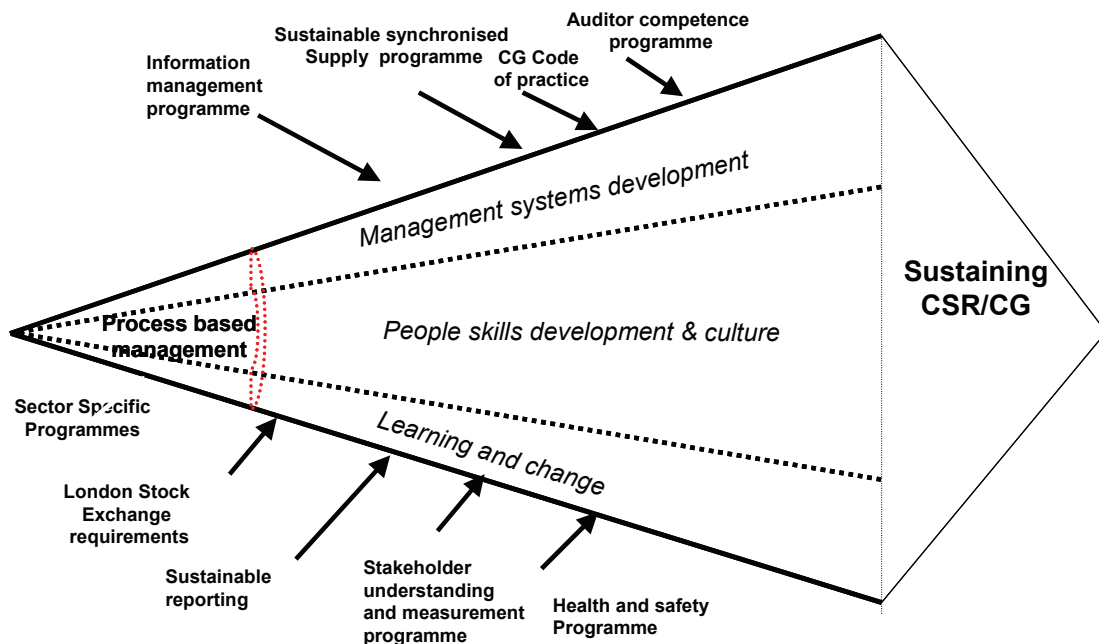 Auditor competence
programme
Sustainable synchronised
Supply programme
CG Code
of practice
Information
management
programme
Management systems development
Sustaining
CSR/CG
Process based
management
People skills development & culture
Learning and change
Sector Specific
Programmes
London Stock
Exchange
requirements
Sustainable
reporting
Stakeholder
understanding
and measurement
programme
Health and safety
Programme